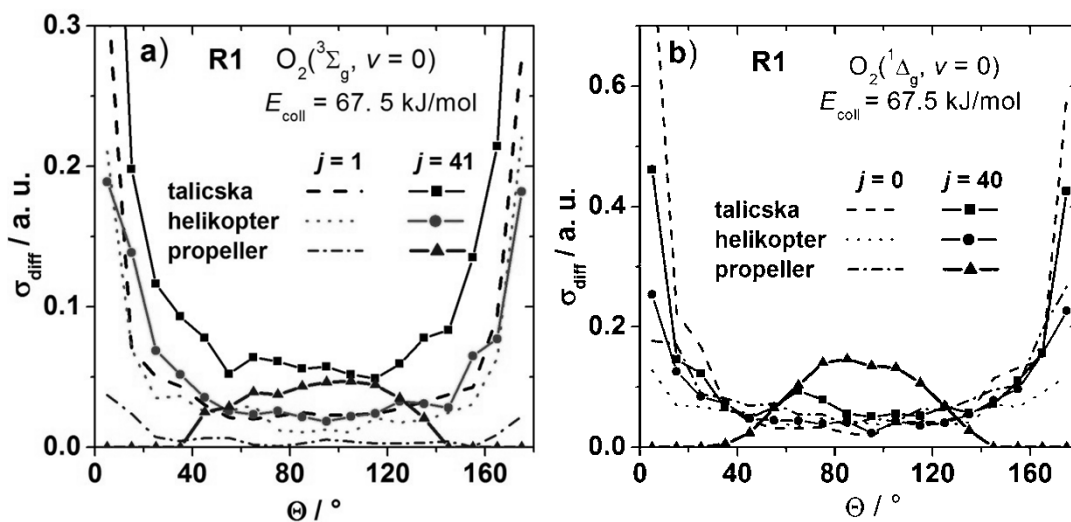 a) R1 O₂(³Σg, v = 0)
Ecoll = 67. 5 kJ/mol
j = 1 j = 41
talicska
helikopter
propeller
σdiff / a. u.
0.3
0.2
0.1
0.0
0 40 80 120 160
Θ / °
b) R1 O₂(¹Δg, v = 0)
Ecoll = 67.5 kJ/mol
j = 0 j = 40
talicska
helikopter
propeller
σdiff / a. u.
0.6
0.4
0.2
0.0
0 40 80 120 160
Θ / °